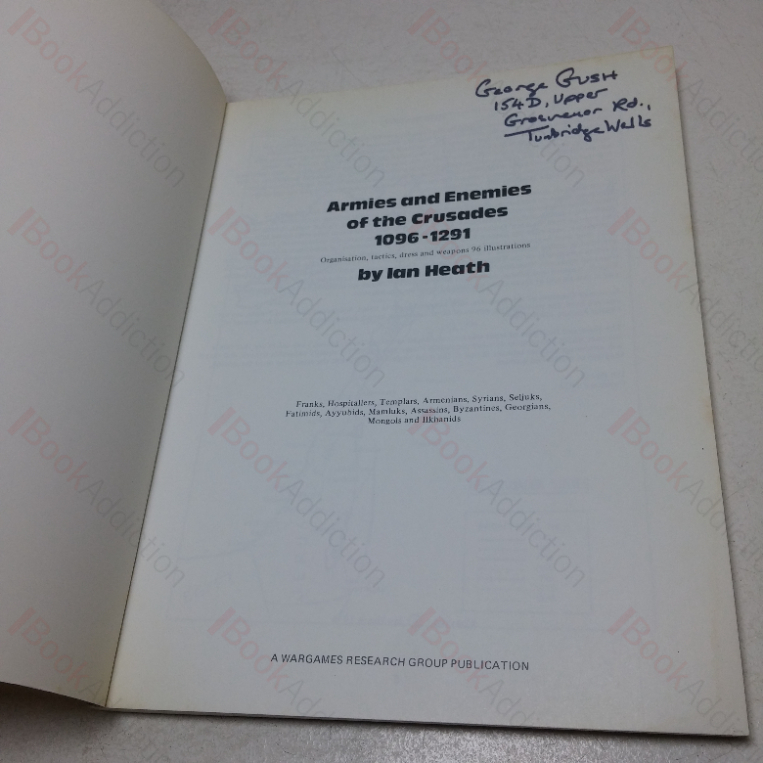 George GUSH
154D, Upper
Grosvenor Rd.,
Tunbridge Wells
Armies and Enemies
of the Crusades
1096-1291
Organisation, tactics, dress and weapons 96 illustrations
by Ian Heath
Franks, Hospitallers, Templars, Armenians, Syrians, Seljuks,
Fatimids, Ayyubids, Mamluks, Assassins, Byzantines, Georgians,
Mongols and Ilkhanids
A WARGAMES RESEARCH GROUP PUBLICATION
BookAddiction